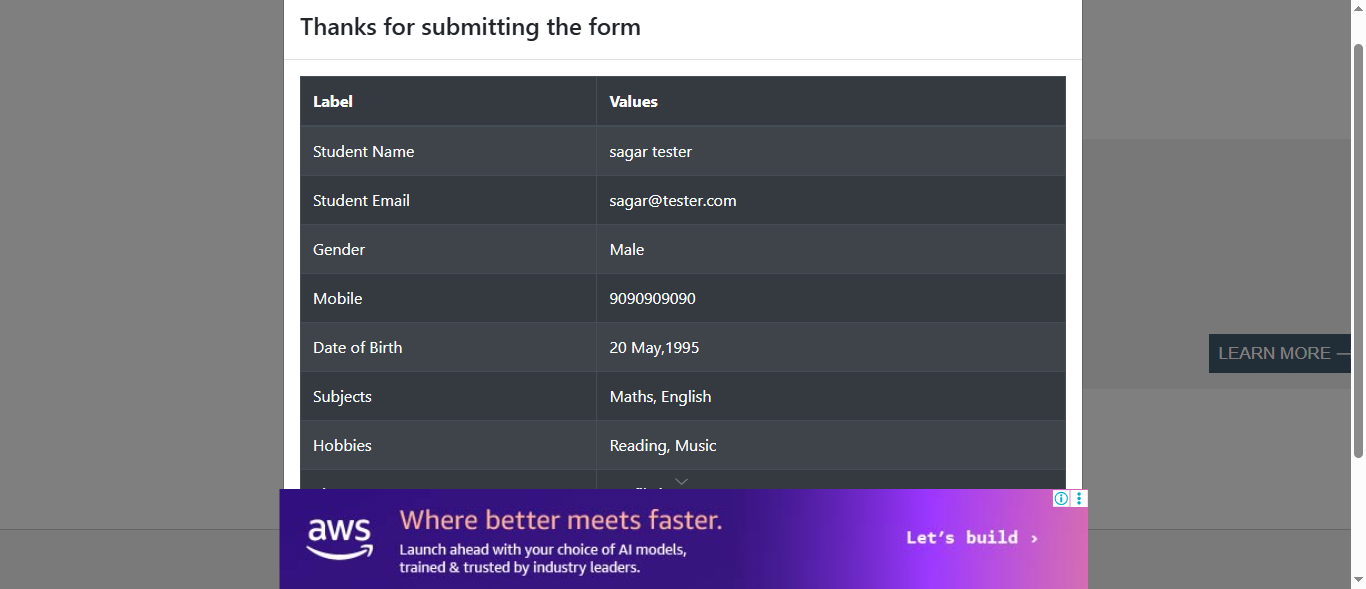 Thanks for submitting the form
Label Values
Student Name sagar tester
Student Email sagar@tester.com
Gender Male
Mobile 9090909090
Date of Birth 20 May,1995
LEARN MORE —
Subjects Maths, English
Hobbies Reading, Music
aws
Where better meets faster.
Launch ahead with your choice of AI models,
trained & trusted by industry leaders.
Let's build ›